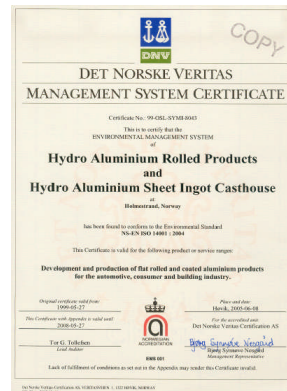 COPY
DNV
DET NORSKE VERITAS
MANAGEMENT SYSTEM CERTIFICATE
Certificate No. 99-OSL-SYMI-8043
This is to certify that the
ENVIRONMENTAL MANAGEMENT SYSTEM
of
Hydro Aluminium Rolled Products
and
Hydro Aluminium Sheet Ingot Casthouse
at
Holmestrand, Norway
has been found to conform to the Environmental Standard
NS-EN ISO 14001 : 2004
This Certificate is valid for the following product or service ranges:
Development and production of flat rolled and coated aluminium products
for the automotive, consumer and building industry.
Original certificate valid from:
1999-05-27
This Certificate with Appendix is valid until:
2008-05-27
Tor G. Tollefsen
Lead Auditor
NORWEGIAN
ACCREDITATION
EMS 001
Place and date:
Høvik, 2005-06-08
for the accredited unit:
Det Norske Veritas Certification AS
Bjørg Synnøve Nesgård
Management Representative
Lack of fulfilment of conditions as set out in the Appendix may render this Certificate invalid.